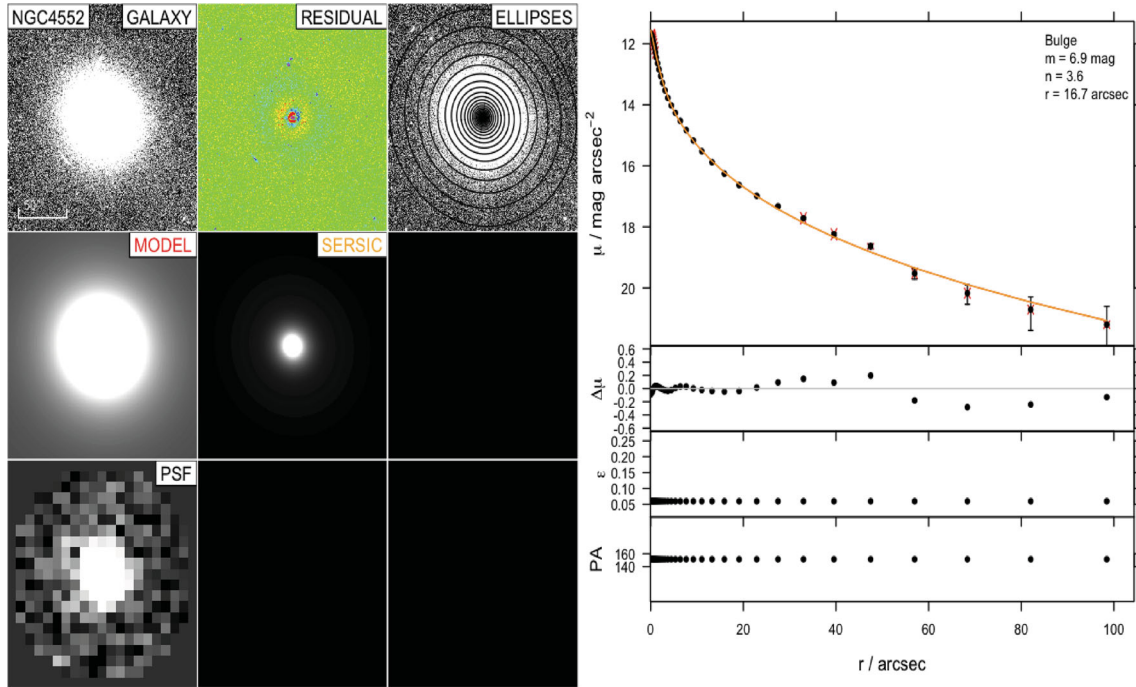 NGC4552 GALAXY
RESIDUAL
ELLIPSES
50"
MODEL
SERSIC
PSF
μ / mag arcsec⁻²
12
14
16
18
20
Bulge
m = 6.9 mag
n = 3.6
r = 16.7 arcsec
Δμ
0.6
0.4
0.2
0.0
-0.2
-0.4
-0.6
ε
0.25
0.20
0.15
0.10
0.05
PA
160
140
0 20 40 60 80 100
r / arcsec